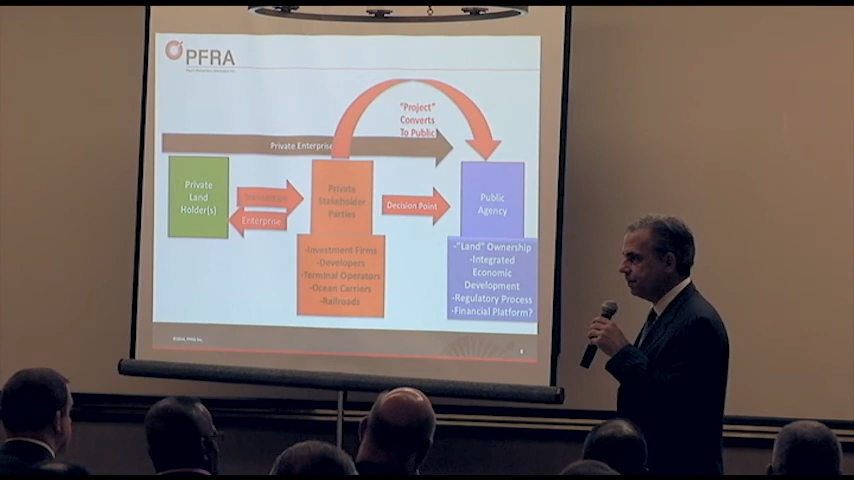 PFRA
"Project"
Converts
To Public
Private Enterprise
Private
Land
Holder(s)
Transaction
Enterprise
Private
Stakeholder
Parties
Decision Point
Public
Agency
-Investment Firms
-Developers
-Terminal Operators
-Ocean Carriers
-Railroads
-"Land" Ownership
-Integrated
Economic
Development
-Regulatory Process
-Financial Platform?